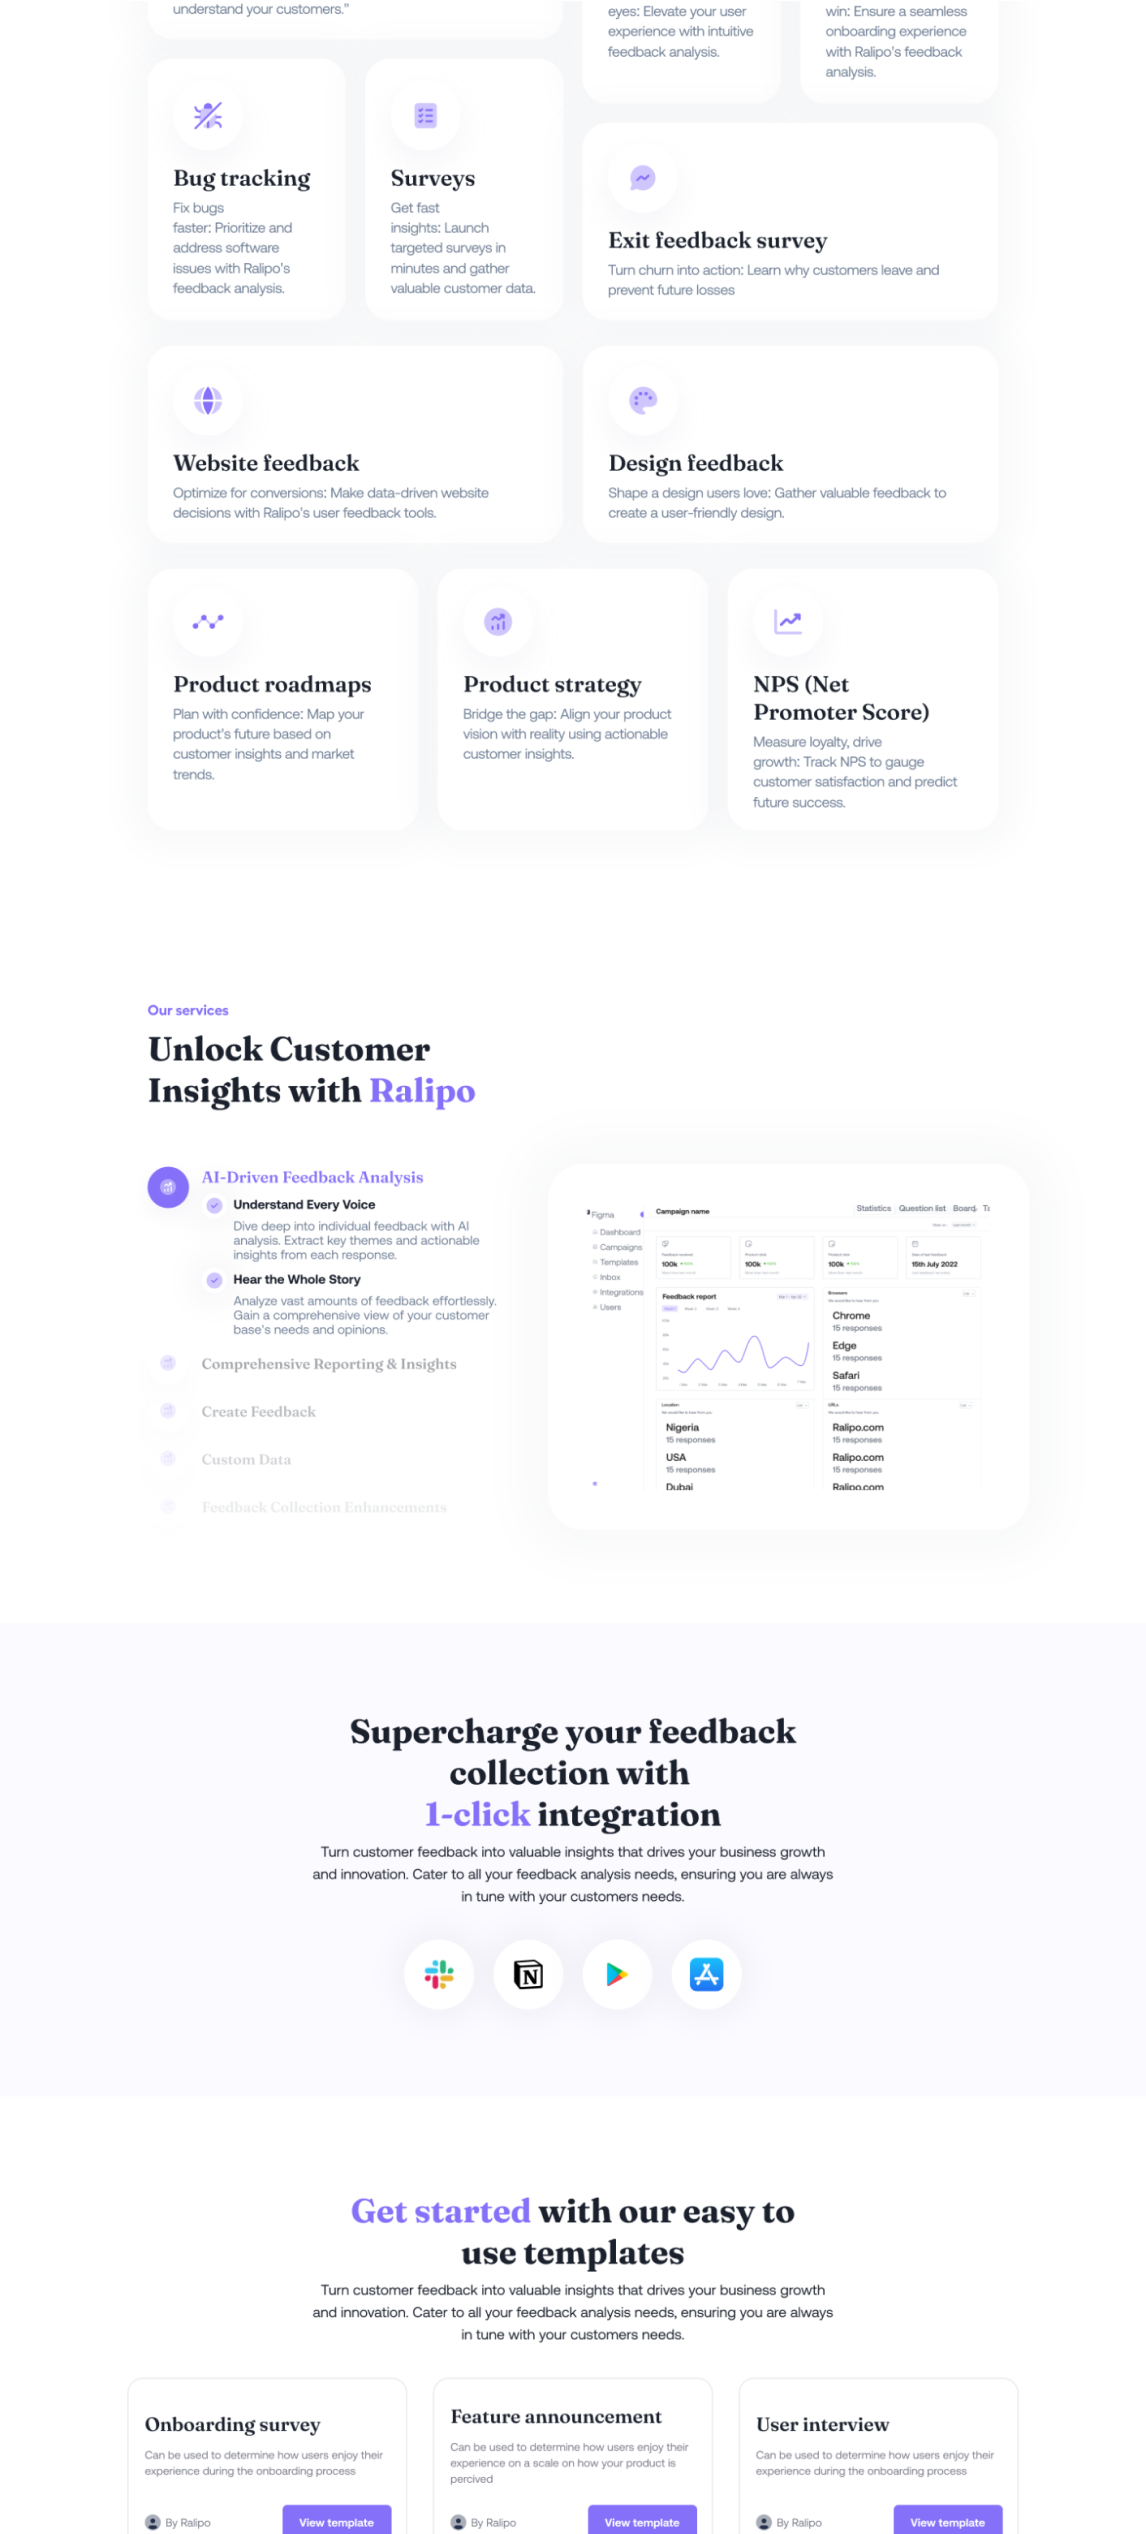 understand your customers."
eyes: Elevate your user
experience with intuitive
feedback analysis.
win: Ensure a seamless
onboarding experience
with Ralipo's feedback
analysis.
Bug tracking
Fix bugs
faster: Prioritize and
address software
issues with Ralipo's
feedback analysis.
Surveys
Get fast
insights: Launch
targeted surveys in
minutes and gather
valuable customer data.
Exit feedback survey
Turn churn into action: Learn why customers leave and
prevent future losses
Website feedback
Optimize for conversions: Make data-driven website
decisions with Ralipo's user feedback tools.
Design feedback
Shape a design users love: Gather valuable feedback to
create a user-friendly design.
Product roadmaps
Plan with confidence: Map your
product's future based on
customer insights and market
trends.
Product strategy
Bridge the gap: Align your product
vision with reality using actionable
customer insights.
NPS (Net
Promoter Score)
Measure loyalty, drive
growth: Track NPS to gauge
customer satisfaction and predict
future success.
Our services
Unlock Customer
Insights with Ralipo
AI-Driven Feedback Analysis
Understand Every Voice
Dive deep into individual feedback with AI
analysis. Extract key themes and actionable
insights from each response.
Hear the Whole Story
Analyze vast amounts of feedback effortlessly.
Gain a comprehensive view of your customer
base's needs and opinions.
Comprehensive Reporting & Insights
Create Feedback
Custom Data
Feedback Collection Enhancements
Figma
Dashboard
Campaigns
Templates
Inbox
Integrations
Users
Campaign name
Statistics Question list Board
100k
100k
100k
15th July 2022
Feedback report
Browsers
Chrome
15 responses
Edge
15 responses
Safari
15 responses
Location
Nigeria
15 responses
USA
15 responses
Dubai
URLs
Ralipo.com
15 responses
Ralipo.com
15 responses
Ralipo.com
Supercharge your feedback
collection with
1-click integration
Turn customer feedback into valuable insights that drives your business growth
and innovation. Cater to all your feedback analysis needs, ensuring you are always
in tune with your customers needs.
N
Get started with our easy to
use templates
Turn customer feedback into valuable insights that drives your business growth
and innovation. Cater to all your feedback analysis needs, ensuring you are always
in tune with your customers needs.
Onboarding survey
Can be used to determine how users enjoy their
experience during the onboarding process
By Ralipo
View template
Feature announcement
Can be used to determine how users enjoy their
experience on a scale on how your product is
percived
By Ralipo
View template
User interview
Can be used to determine how users enjoy their
experience during the onboarding process
By Ralipo
View template